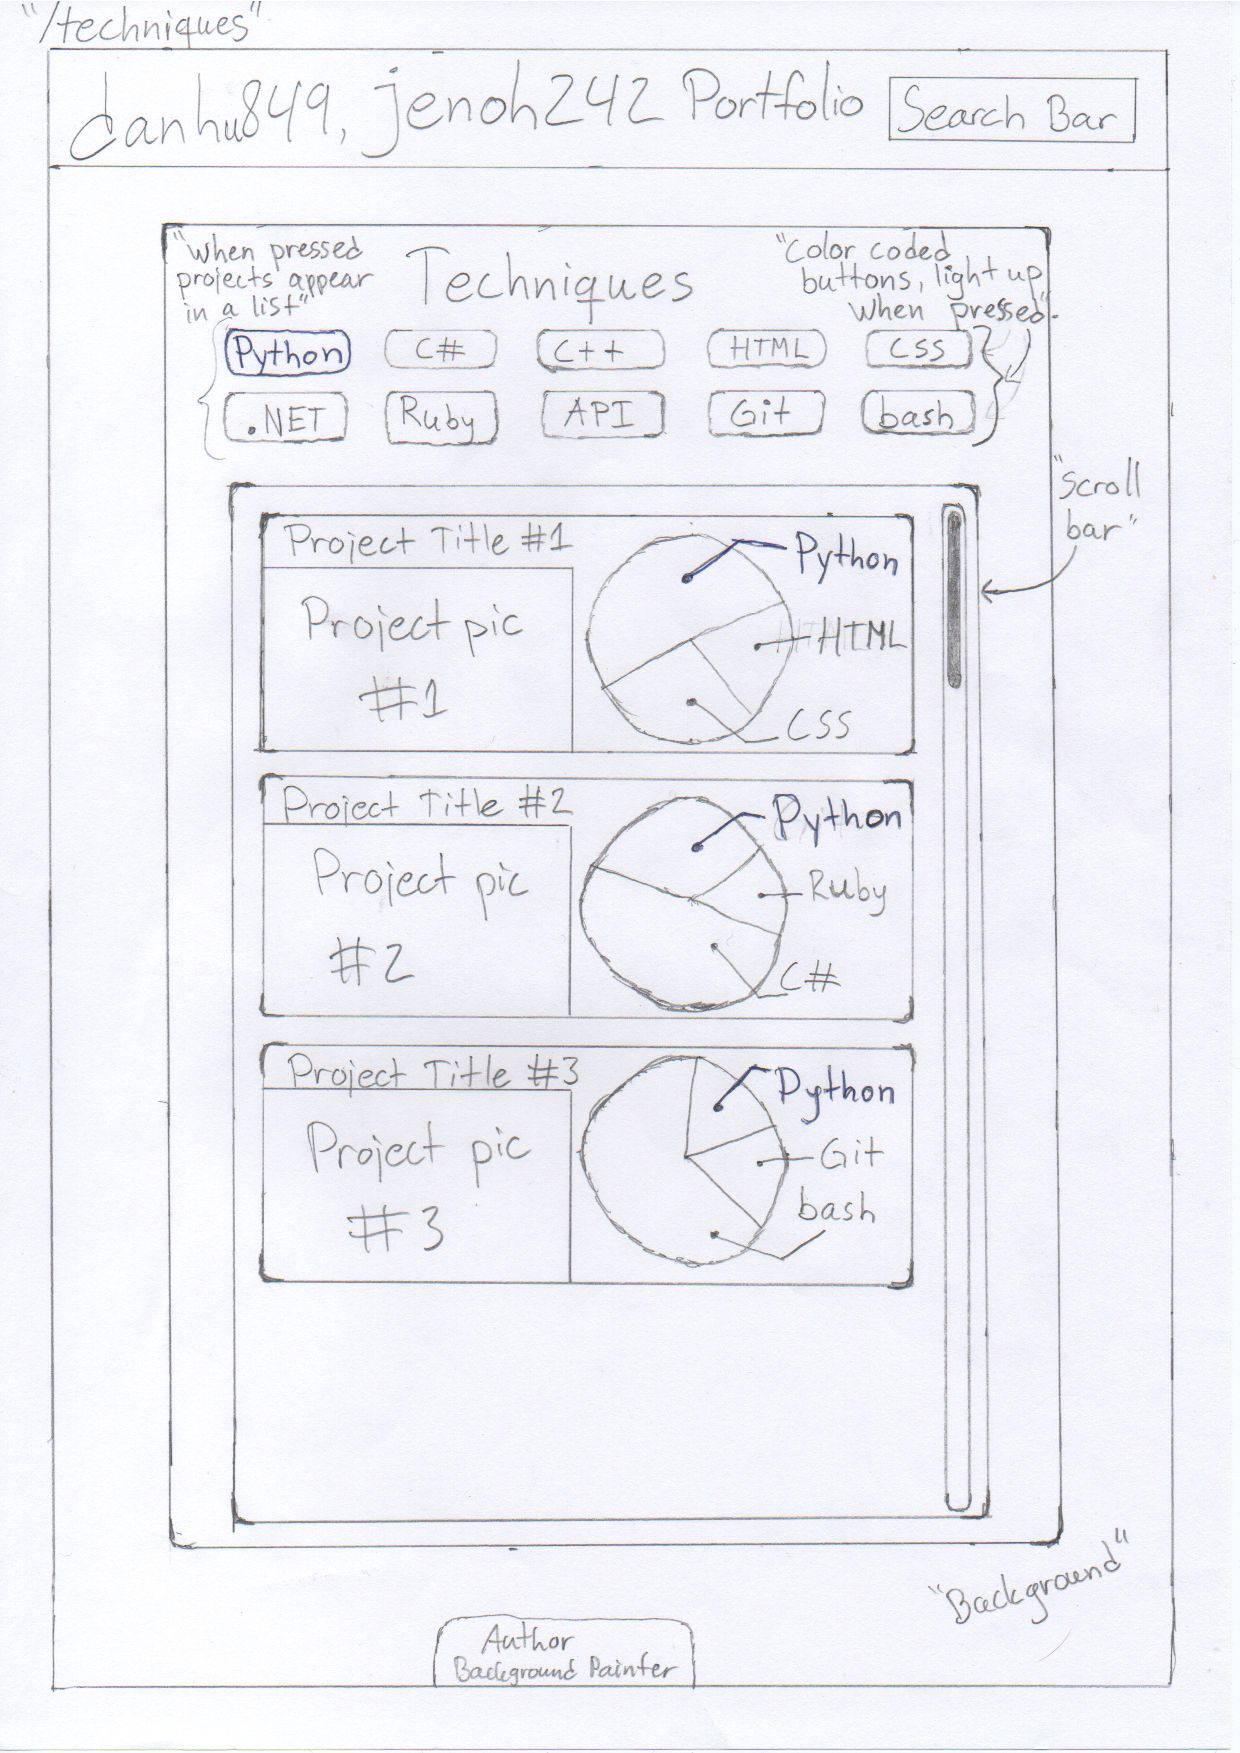 "/techniques"
danhu849, jenoh242 Portfolio
Search Bar
"When pressed
projects appear
in a list"
Techniques
"Color coded
buttons, light up
when pressed".
Python C# C++ HTML CSS
.NET Ruby API Git bash
"Scroll
bar"
Project Title #1
Project pic
#1
Python
HTML
CSS
Project Title #2
Project pic
#2
Python
Ruby
C#
Project Title #3
Project pic
#3
Python
Git
bash
"Background"
Author
Background Painter